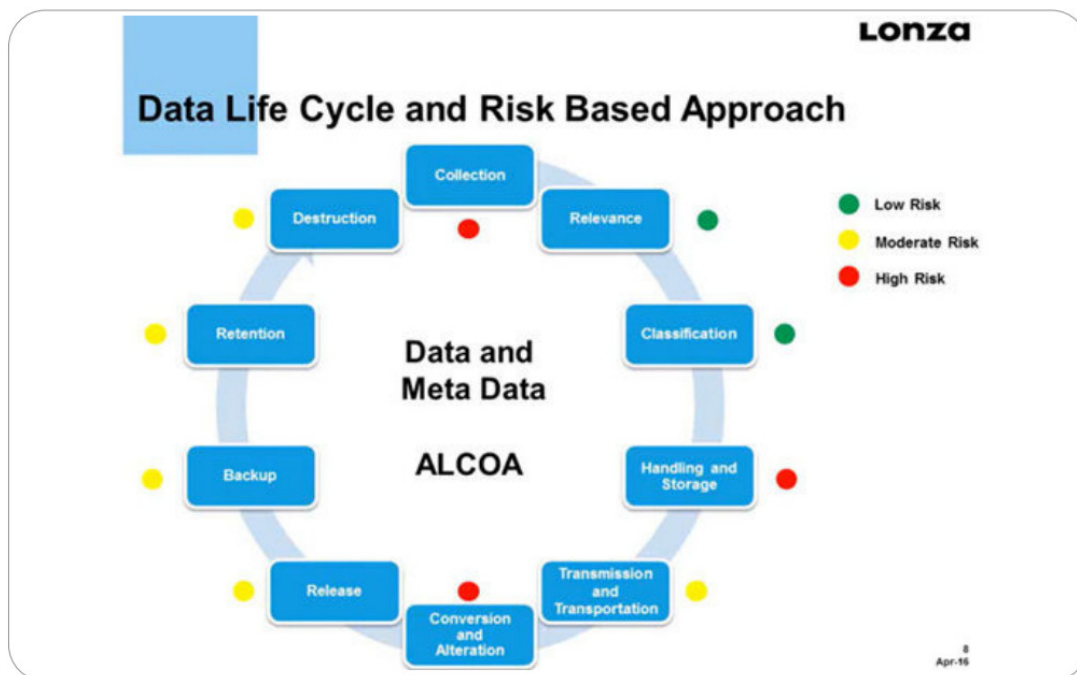 Lonza
Data Life Cycle and Risk Based Approach
Collection
Destruction
Relevance
Low Risk
Moderate Risk
High Risk
Retention
Classification
Data and
Meta Data
ALCOA
Backup
Handling and
Storage
Release
Transmission
and
Transportation
Conversion
and
Alteration
8
Apr-16